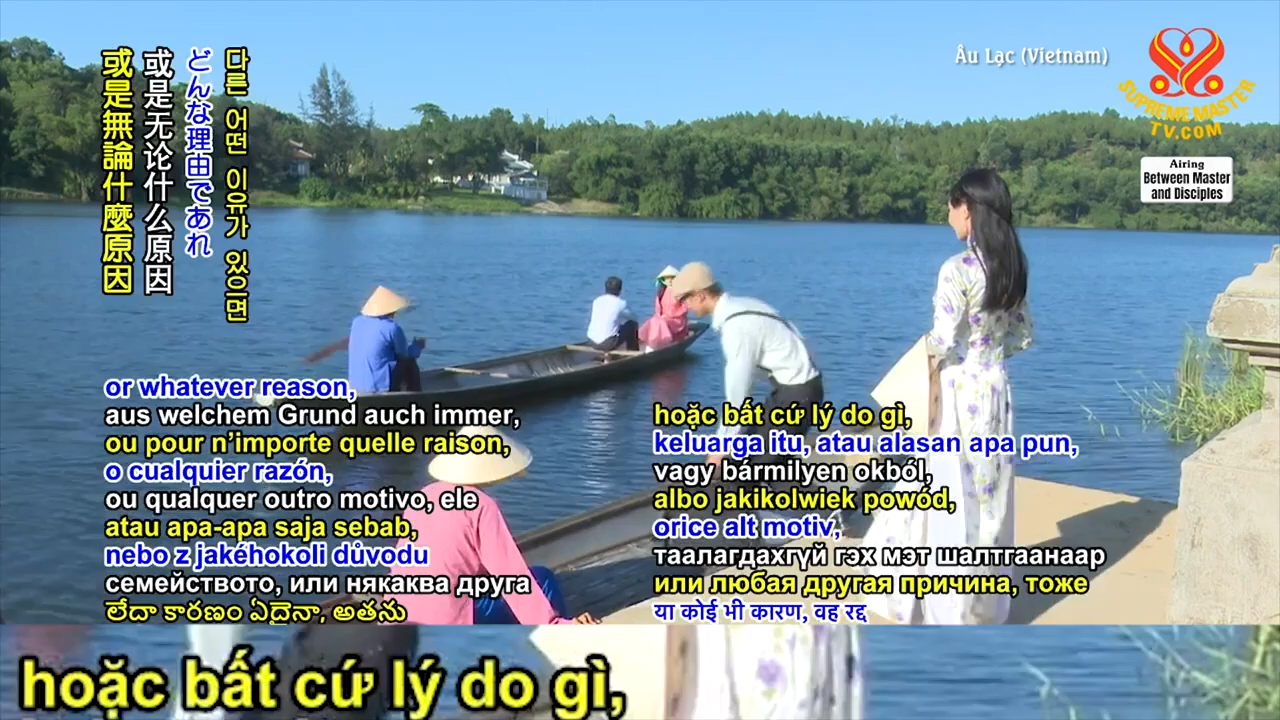 Âu Lạc (Vietnam)
SUPREME MASTER
TV.COM
Airing
Between Master
and Disciples
다른 어떤 이유가 있으면
どんな理由であれ
或是无论什么原因
或是無論什麼原因
or whatever reason,
aus welchem Grund auch immer,
ou pour n’importe quelle raison,
o cualquier razón,
ou qualquer outro motivo, ele
atau apa-apa saja sebab,
nebo z jakéhokoli důvodu
семейството, или някаква друга
లేదా కారణం ఏదైనా, అతను
hoặc bất cứ lý do gì,
keluarga itu, atau alasan apa pun,
vagy bármilyen okból,
albo jakikolwiek powód,
orice alt motiv,
таалагдахгүй гэх мэт шалтгаанаар
или любая другая причина, тоже
या कोई भी कारण, वह रद्द
hoặc bất cứ lý do gì,